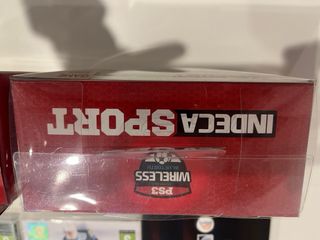 INDECA SPORT
PS3
WIRELESS